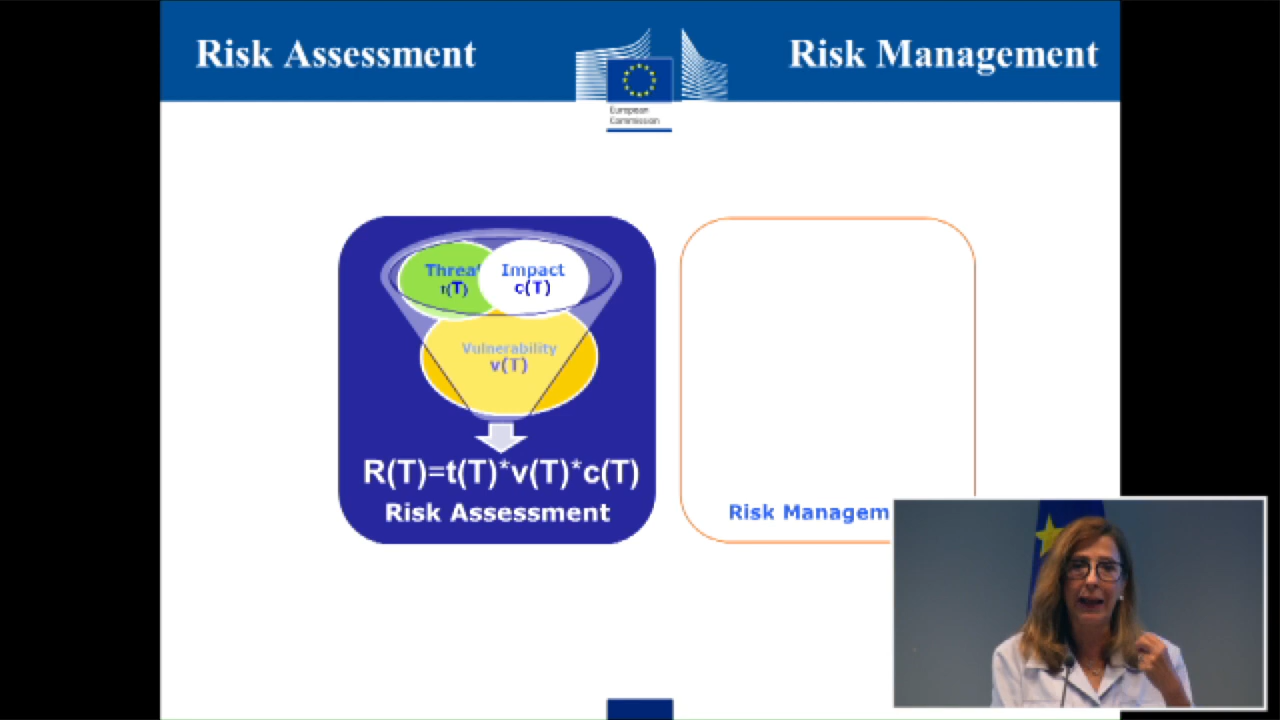 Risk Assessment
Risk Management
European
Commission
Threat
t(T)
Impact
c(T)
Vulnerability
v(T)
R(T)=t(T)*v(T)*c(T)
Risk Assessment
Risk Managem